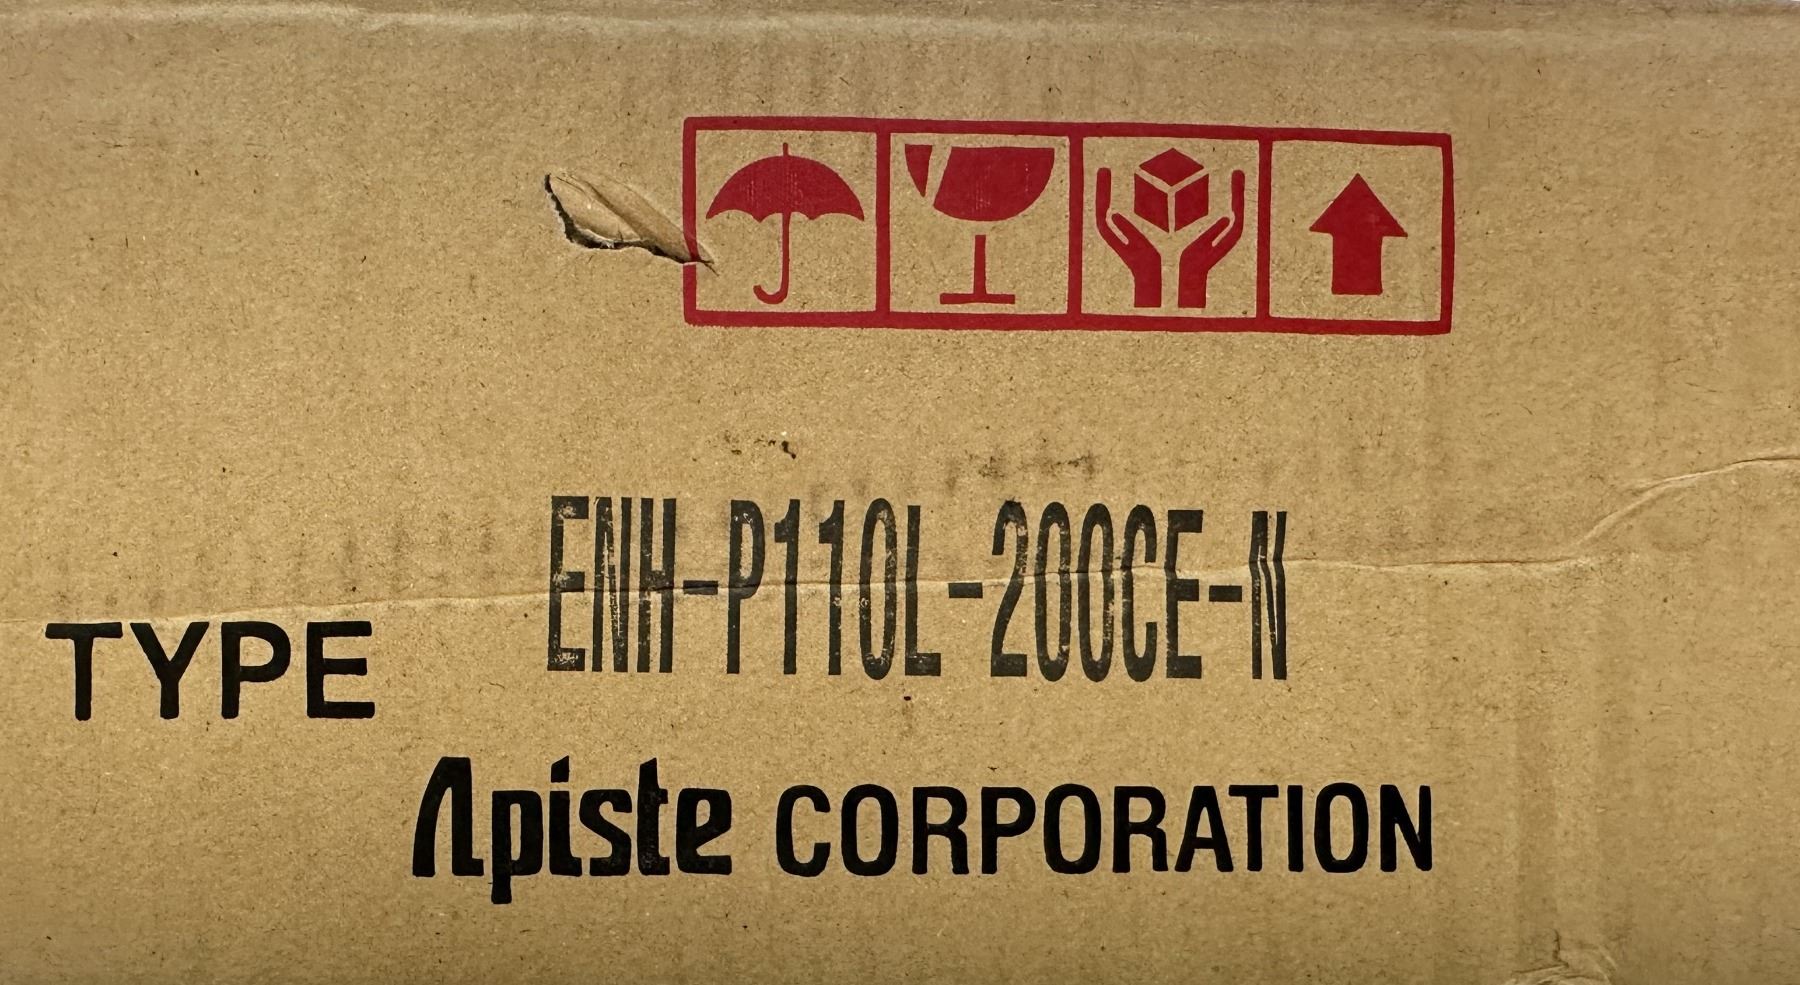 ENH-P110L-200CE-N
TYPE
Apiste CORPORATION